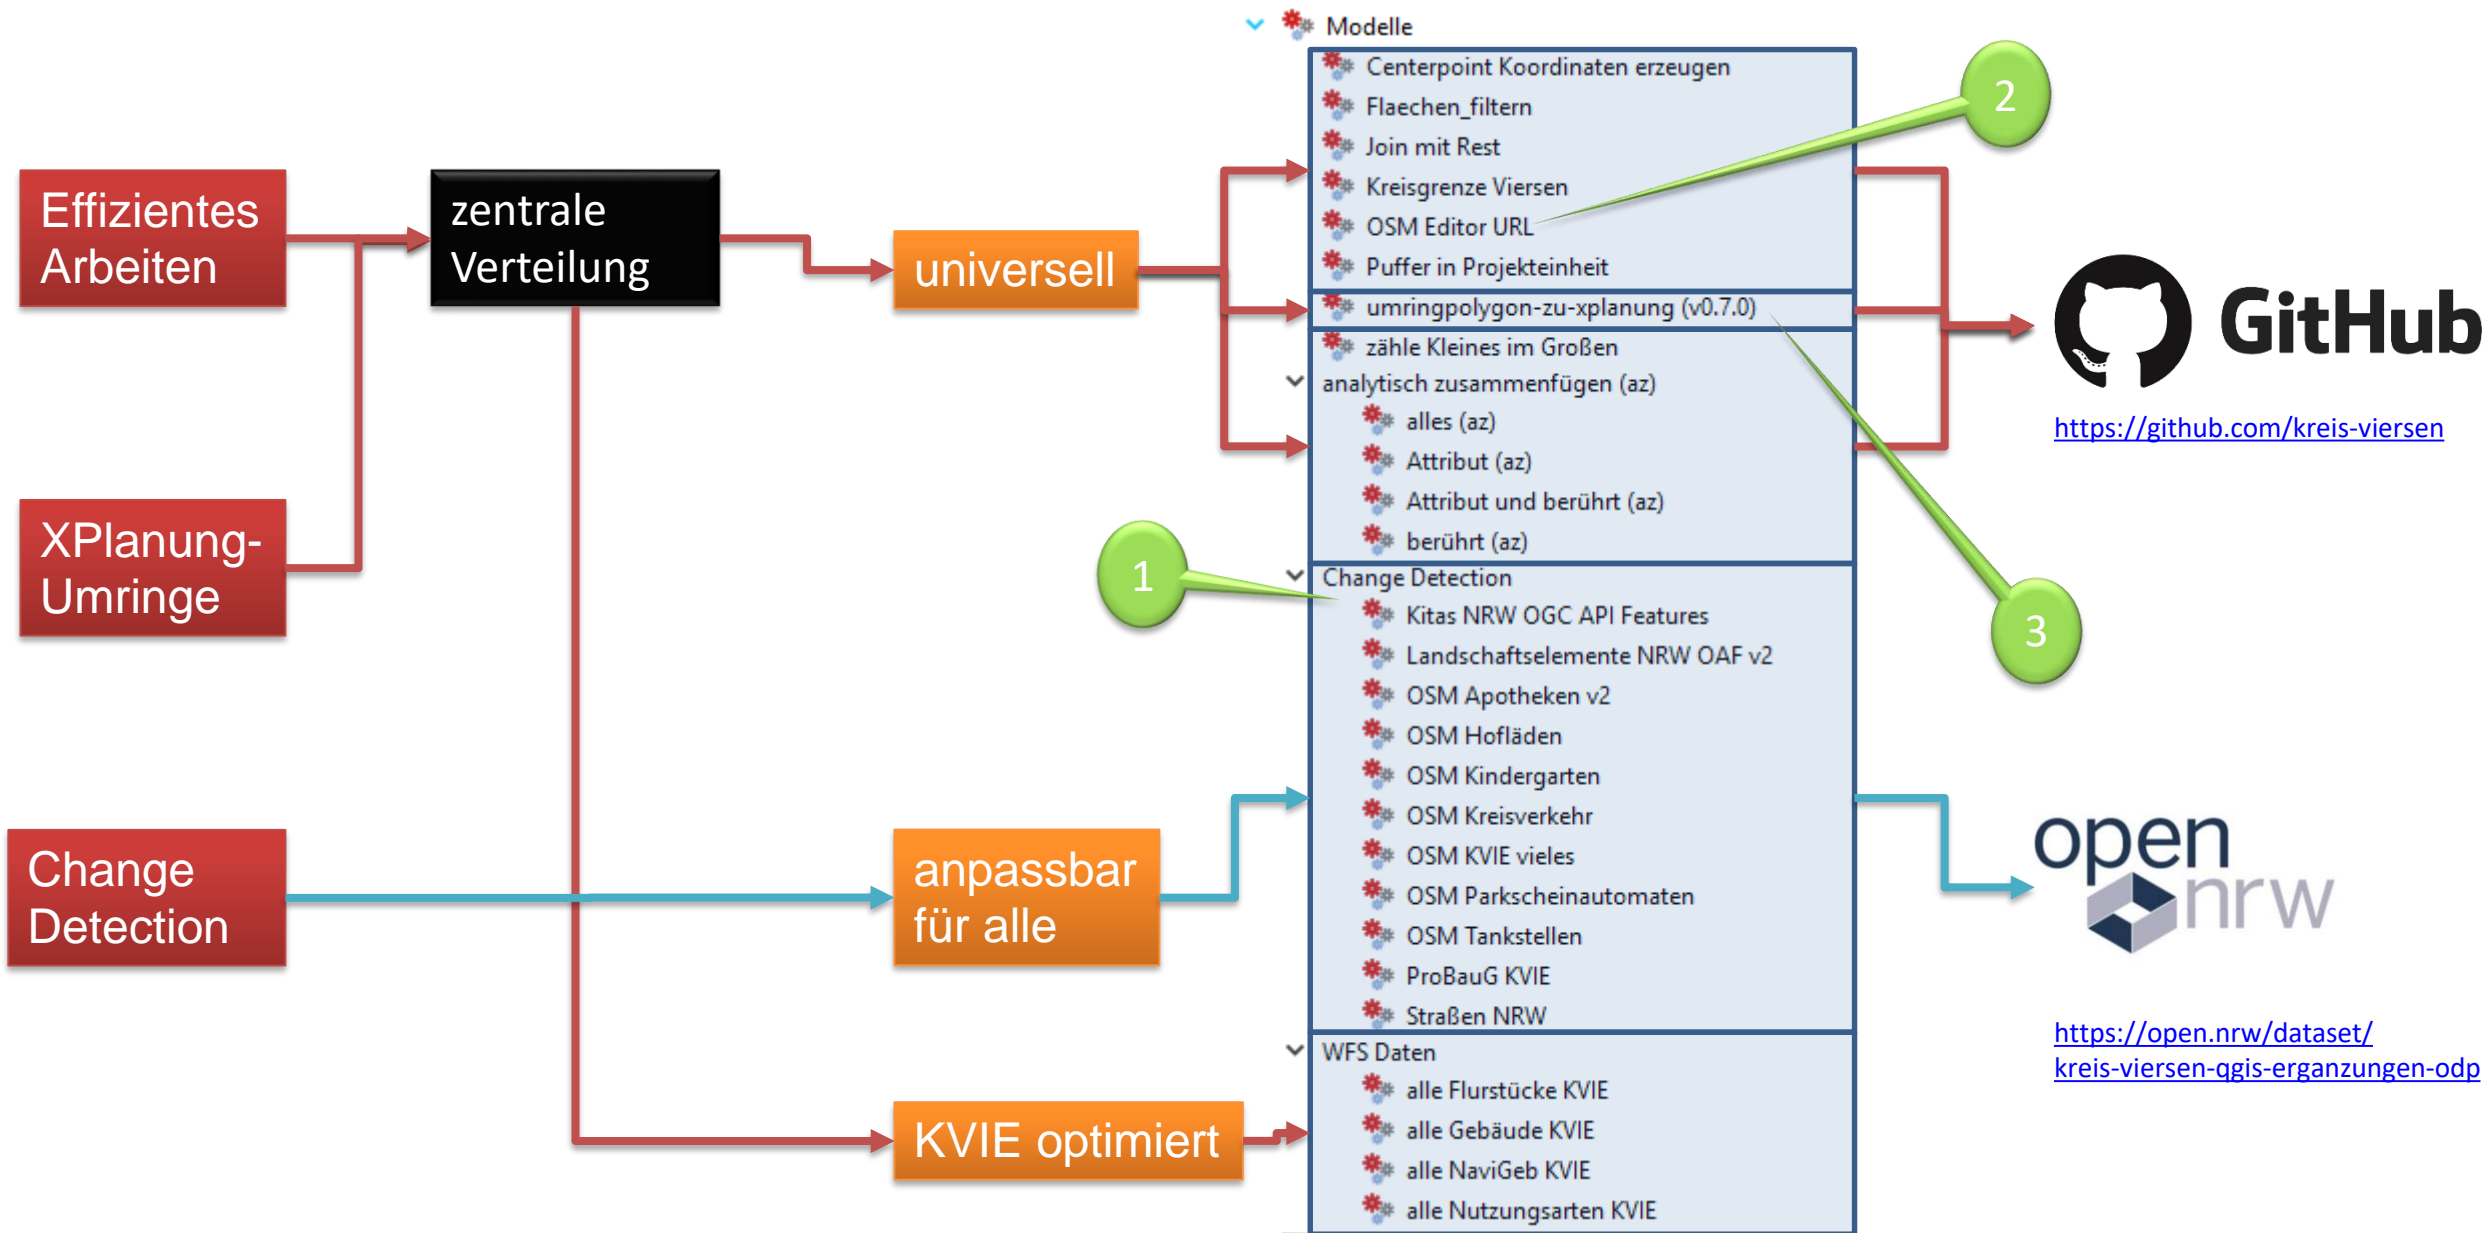 Modelle
Centerpoint Koordinaten erzeugen
Flaechen_filtern
Join mit Rest
Kreisgrenze Viersen
OSM Editor URL
Puffer in Projekteinheit
umringpolygon-zu-xplanung (v0.7.0)
zähle Kleines im Großen
analytisch zusammenfügen (az)
alles (az)
Attribut (az)
Attribut und berührt (az)
berührt (az)
Change Detection
Kitas NRW OGC API Features
Landschaftselemente NRW OAF v2
OSM Apotheken v2
OSM Hofläden
OSM Kindergarten
OSM Kreisverkehr
OSM KVIE vieles
OSM Parkscheinautomaten
OSM Tankstellen
ProBauG KVIE
Straßen NRW
WFS Daten
alle Flurstücke KVIE
alle Gebäude KVIE
alle NaviGeb KVIE
alle Nutzungsarten KVIE
Effizientes
Arbeiten
XPlanung-
Umringe
Change
Detection
zentrale
Verteilung
universell
anpassbar
für alle
KVIE optimiert
1
2
3
GitHub
https://github.com/kreis-viersen
open
nrw
https://open.nrw/dataset/
kreis-viersen-qgis-erganzungen-odp